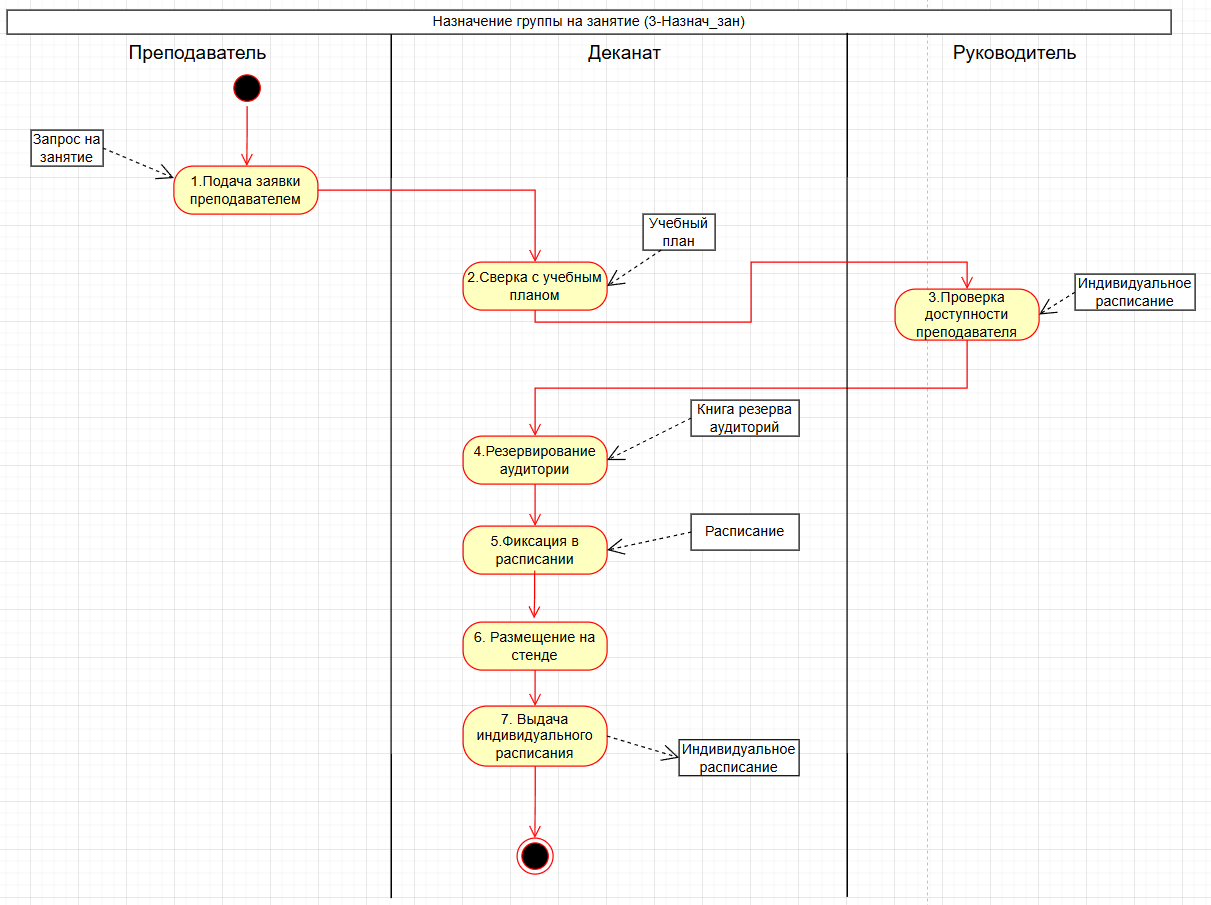 Назначение группы на занятие (3-Назнач_зан)
Преподаватель
Деканат
Руководитель
Запрос на
занятие
1.Подача заявки
преподавателем
Учебный
план
2.Сверка с учебным
планом
Индивидуальное
расписание
3.Проверка
доступности
преподавателя
Книга резерва
аудиторий
4.Резервирование
аудитории
Расписание
5.Фиксация в
расписании
6. Размещение на
стенде
7. Выдача
индивидуального
расписания
Индивидуальное
расписание